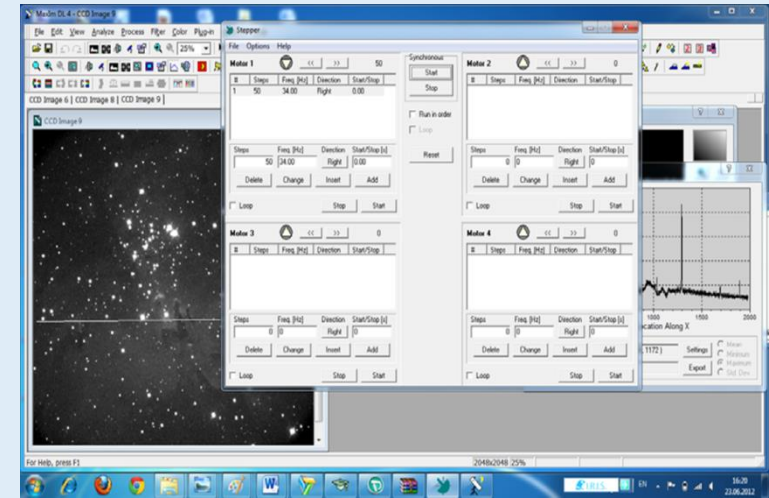 MaxIm DL 4 - CCD Image 9
File Edit View Analyze Process Filter Color Plug-in
25%
CCD Image 6 | CCD Image 8 | CCD Image 9
CCD Image 9
Stepper
File Options Help
Motor 1 << >> 50
# Steps Freq. [Hz] Direction Start/Stop
1 50 34.00 Right 0.00
Steps Freq. [Hz] Direction Start/Stop [s]
50 34.00 Right 0.00
Delete Change Insert Add
Loop Stop Start
Synchronous
Start
Stop
Run in order
Loop
Reset
Motor 2 << >> 0
# Steps Freq. [Hz] Direction Start/Stop
Steps Freq. [Hz] Direction Start/Stop [s]
0 0 Right 0
Delete Change Insert Add
Loop Stop Start
Motor 3 << >> 0
# Steps Freq. [Hz] Direction Start/Stop
Steps Freq. [Hz] Direction Start/Stop [s]
0 0 Right 0
Delete Change Insert Add
Loop Stop Start
Motor 4 << >> 0
# Steps Freq. [Hz] Direction Start/Stop
Steps Freq. [Hz] Direction Start/Stop [s]
0 0 Right 0
Delete Change Insert Add
Loop Stop Start
1000 1500 2000
cation Along X
, 1172 )
Settings
Export
Mean
Minimum
Maximum
Std. Dev.
For Help, press F1
2048x2048 25%
IRIS
EN
16:20
23.06.2012